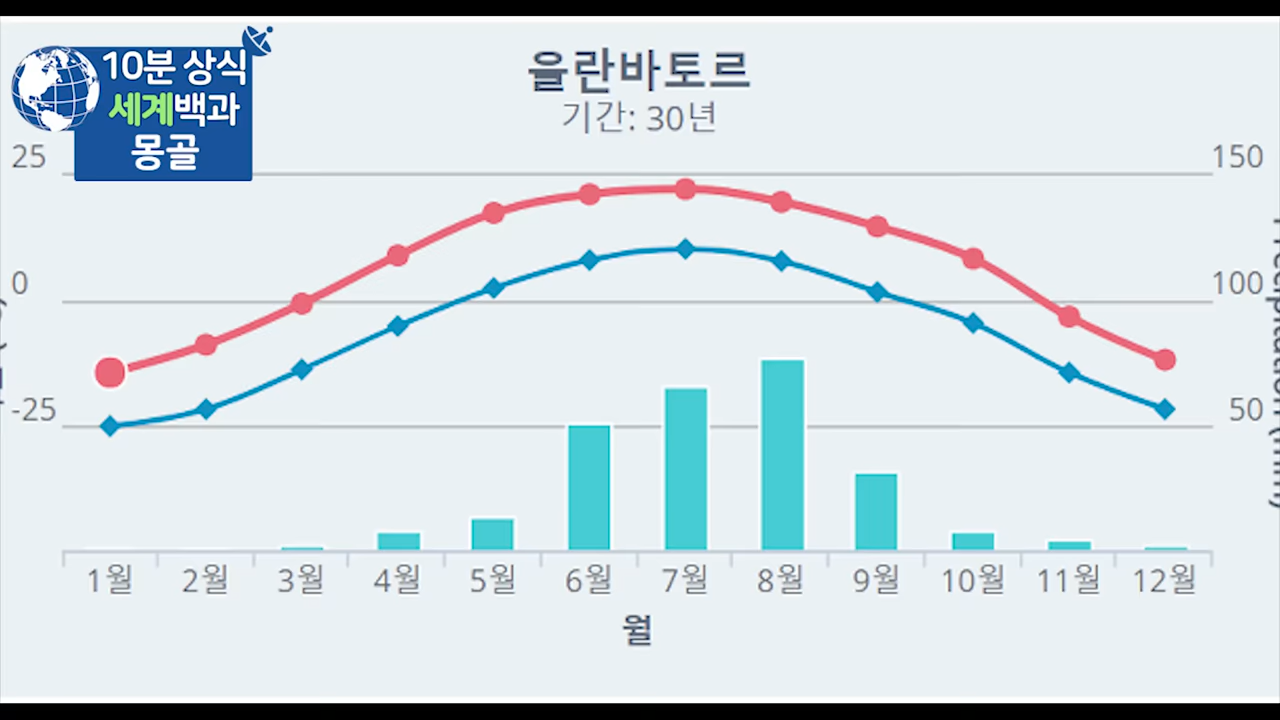 10분 상식
세계백과
몽골
울란바토르
기간: 30년
25
150
0
100
-25
50
1월 2월 3월 4월 5월 6월 7월 8월 9월 10월 11월 12월
월